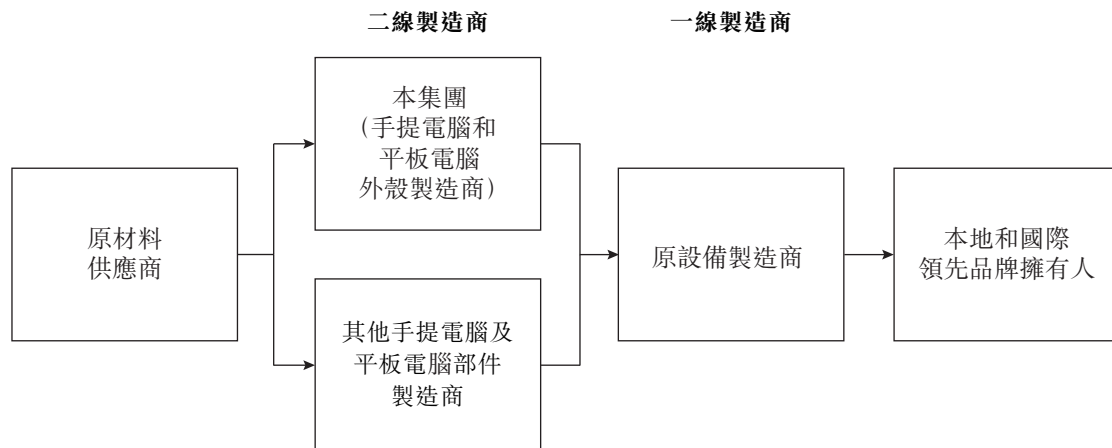 二線製造商
一線製造商
本集團
（手提電腦和
平板電腦
外殼製造商）
原材料
供應商
其他手提電腦及
平板電腦部件
製造商
原設備製造商
本地和國際
領先品牌擁有人